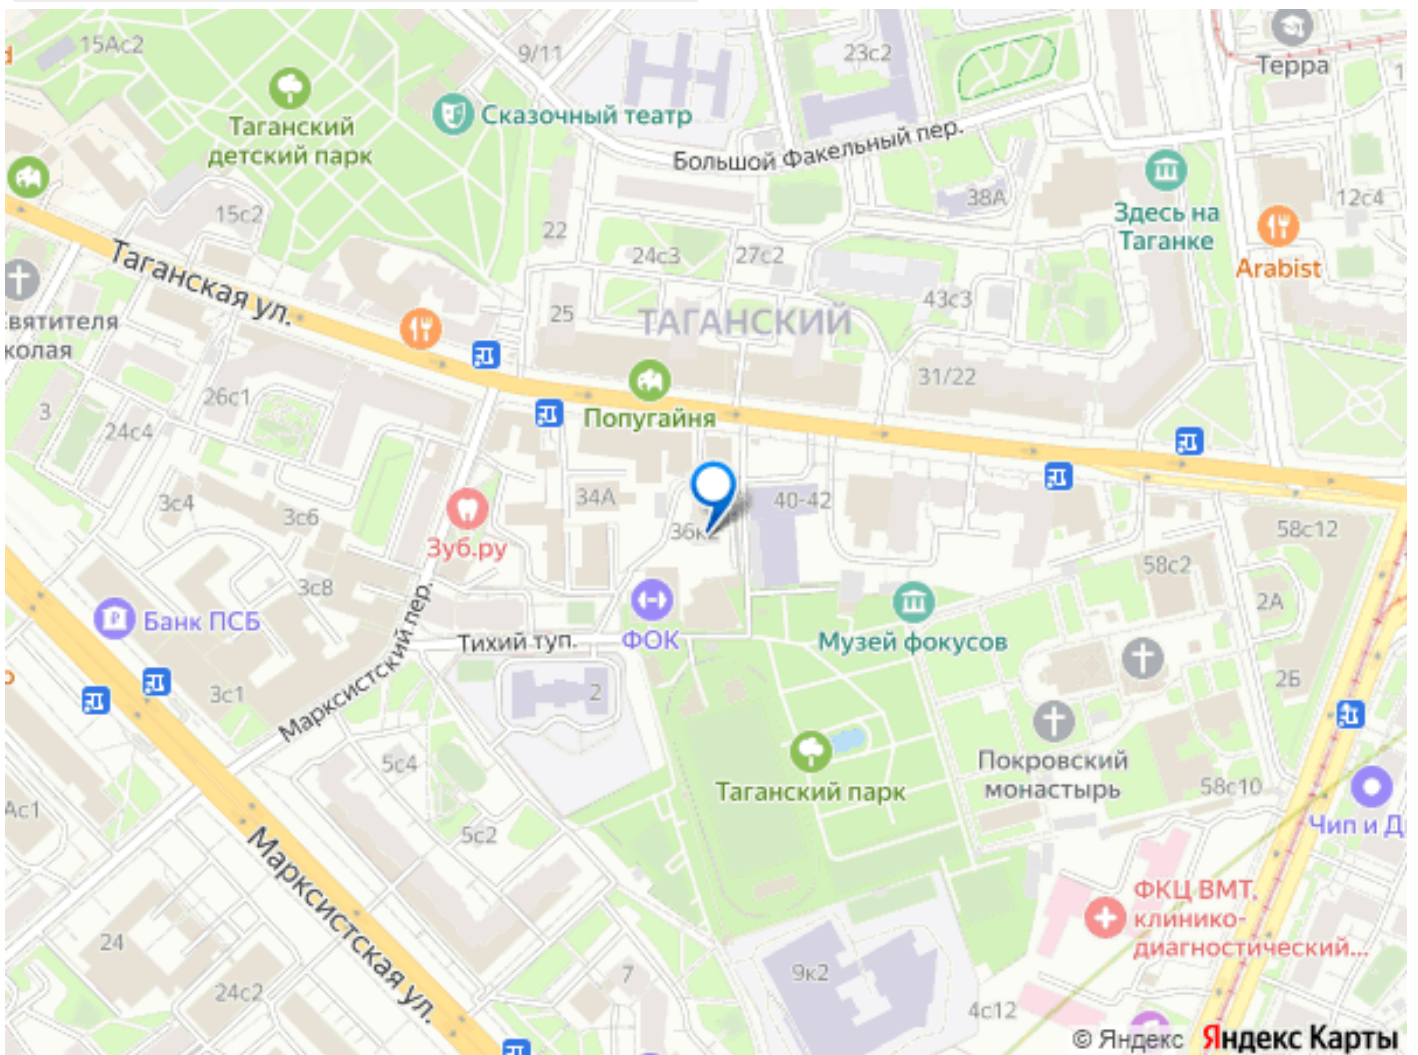 15Ас2
9/11
23с2
Терра
Таганский
детский парк
Сказочный театр
Большой Факельный пер.
38А
Здесь на
Таганке
12с4
15с2
22
24с3
27с2
Arabist
Таганская ул.
43с3
25
ТАГАНСКИЙ
31/22
26с1
3
24с4
Попугайня
3с4
3с6
34А
36к2
40-42
58с12
Зуб.ру
58с2
3с8
2А
Банк ПСБ
Марксистский пер.
Тихий туп.
ФОК
Музей фокусов
3с1
2
2Б
5с4
Таганский парк
Покровский
монастырь
58с10
Ас1
5с2
Чип и Д
Марксистская ул.
ФКЦ ВМТ,
клинико-
диагностический...
24
24с2
7
9к2
4с12
© Яндекс Яндекс Карты